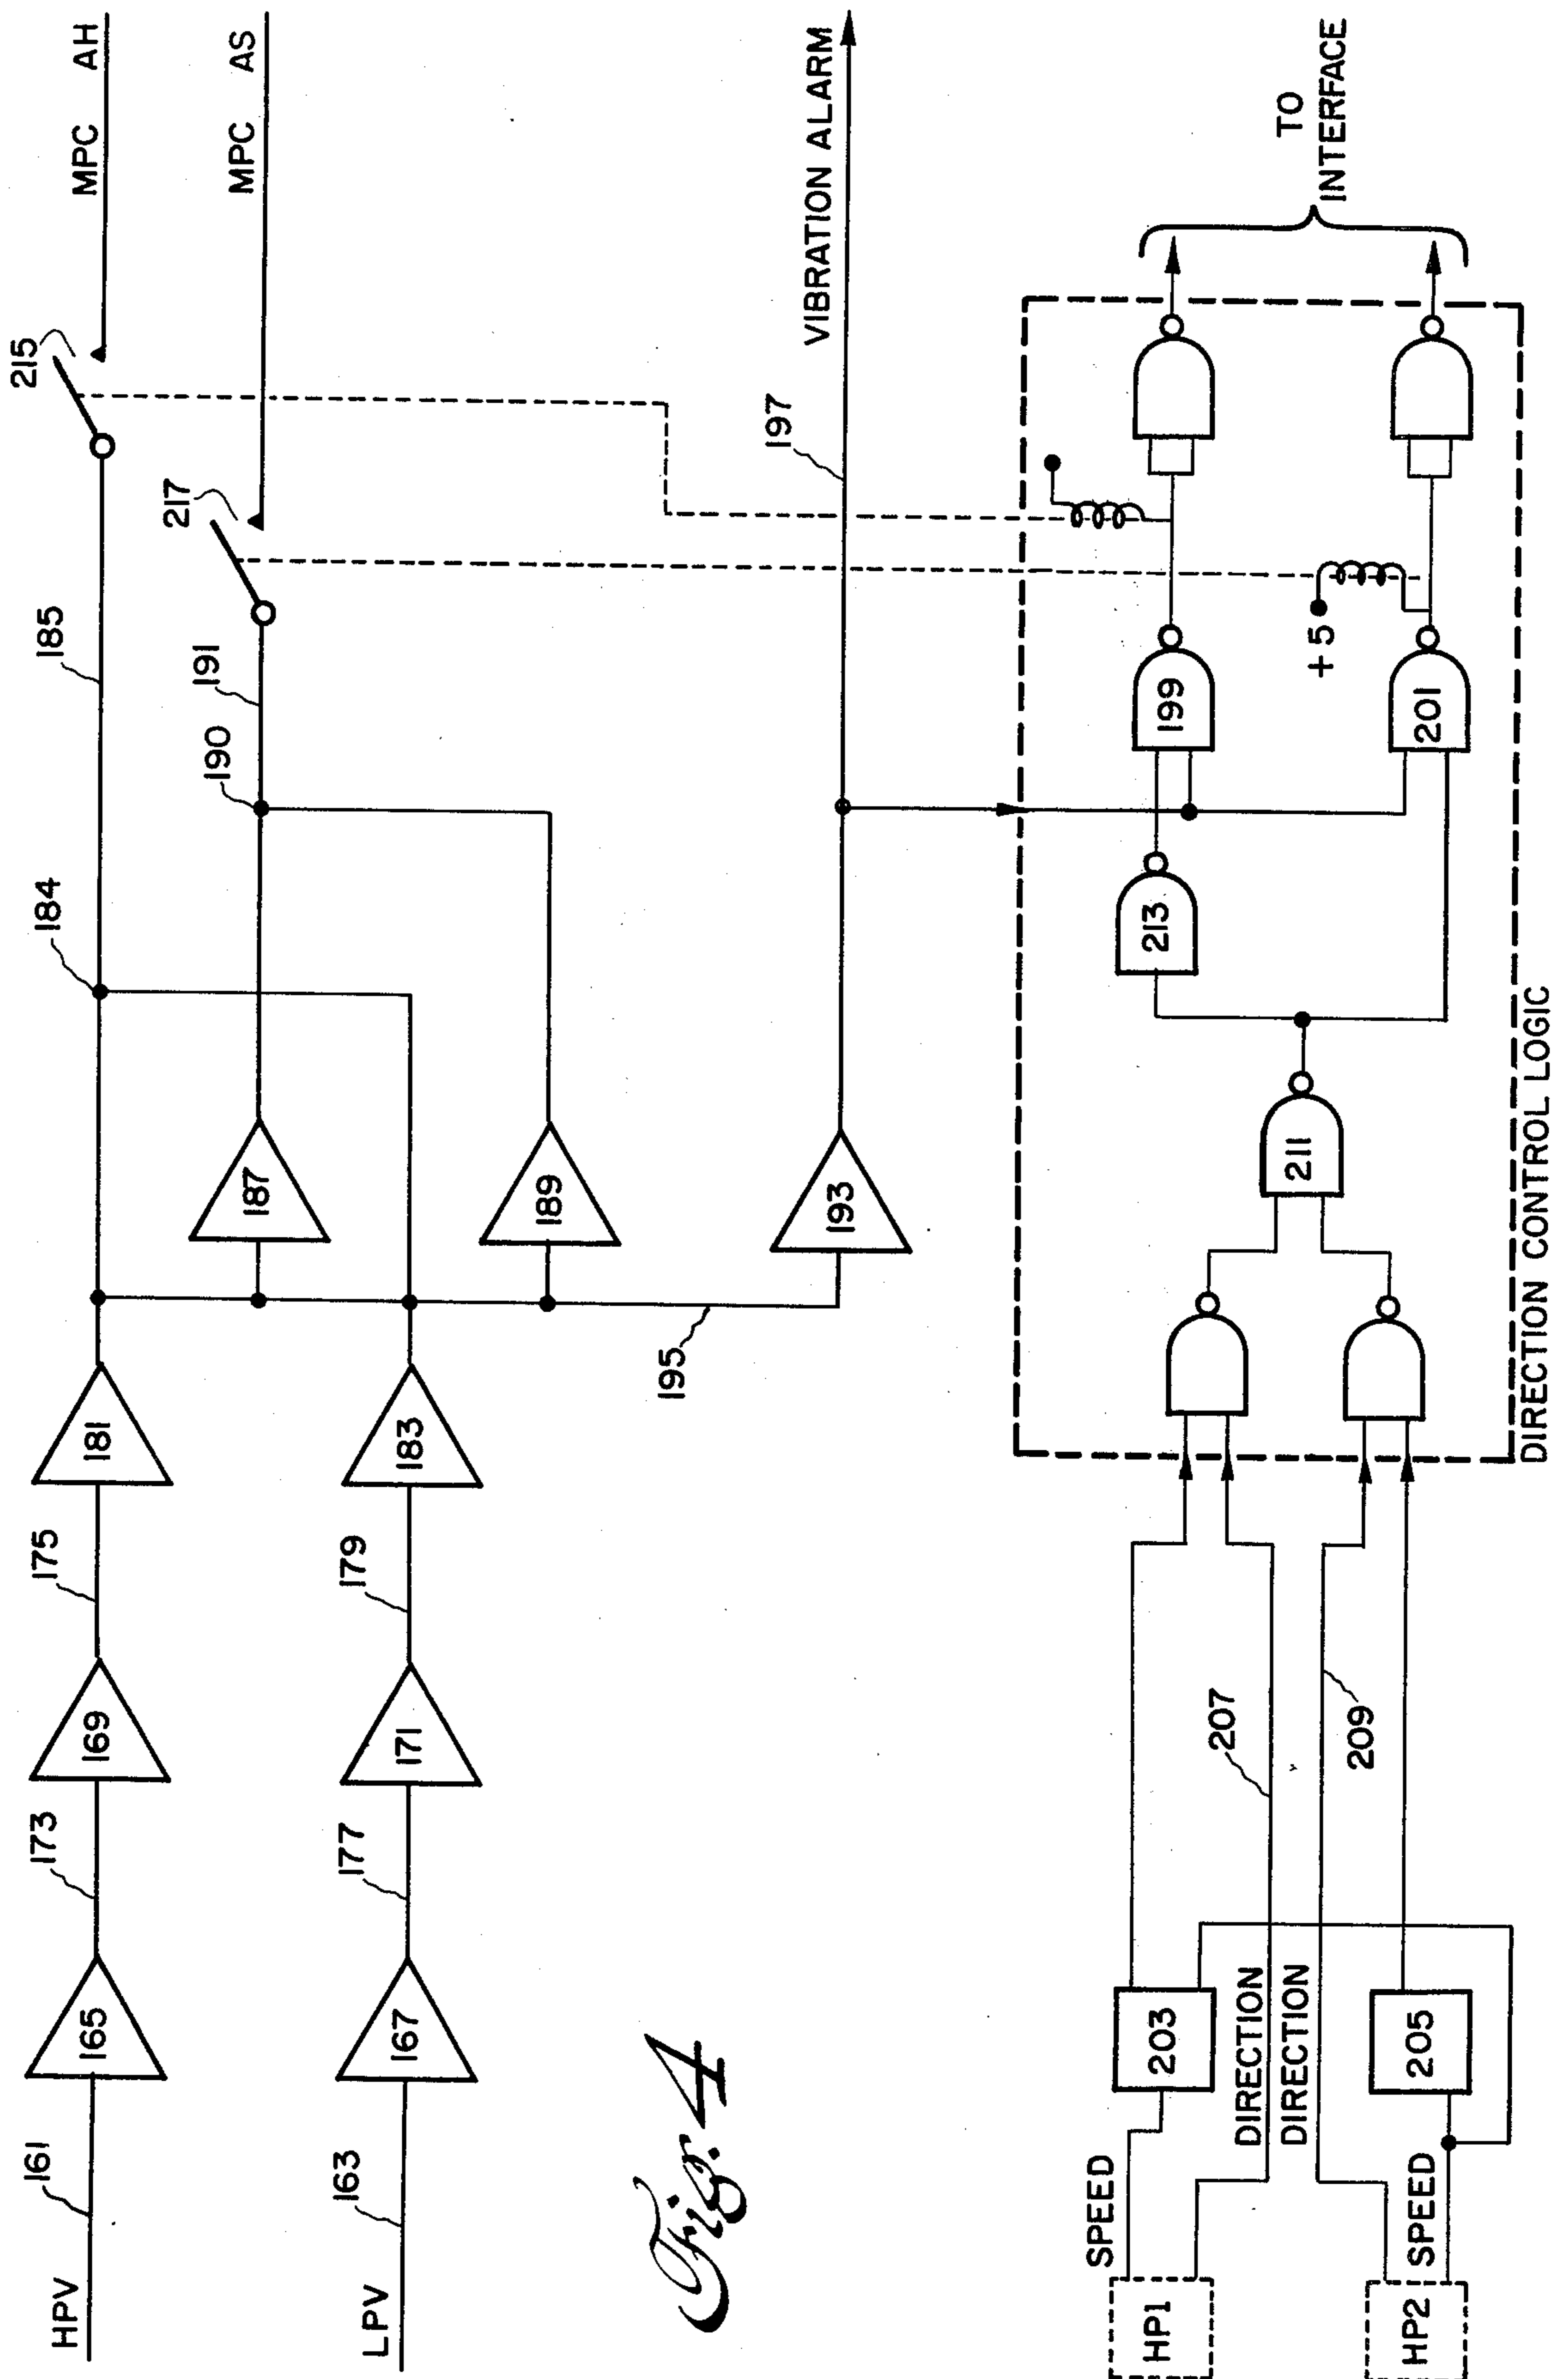 HPV
161
165
173
169
175
181
184
185
215
MPC AH
187
190
191
217
MPC AS
LPV
163
167
177
171
179
183
189
195
193
197
VIBRATION ALARM
Fig. 4
HP1
SPEED
203
DIRECTION
207
DIRECTION
209
HP2
SPEED
205
211
213
199
201
+5
TO
INTERFACE
DIRECTION CONTROL LOGIC